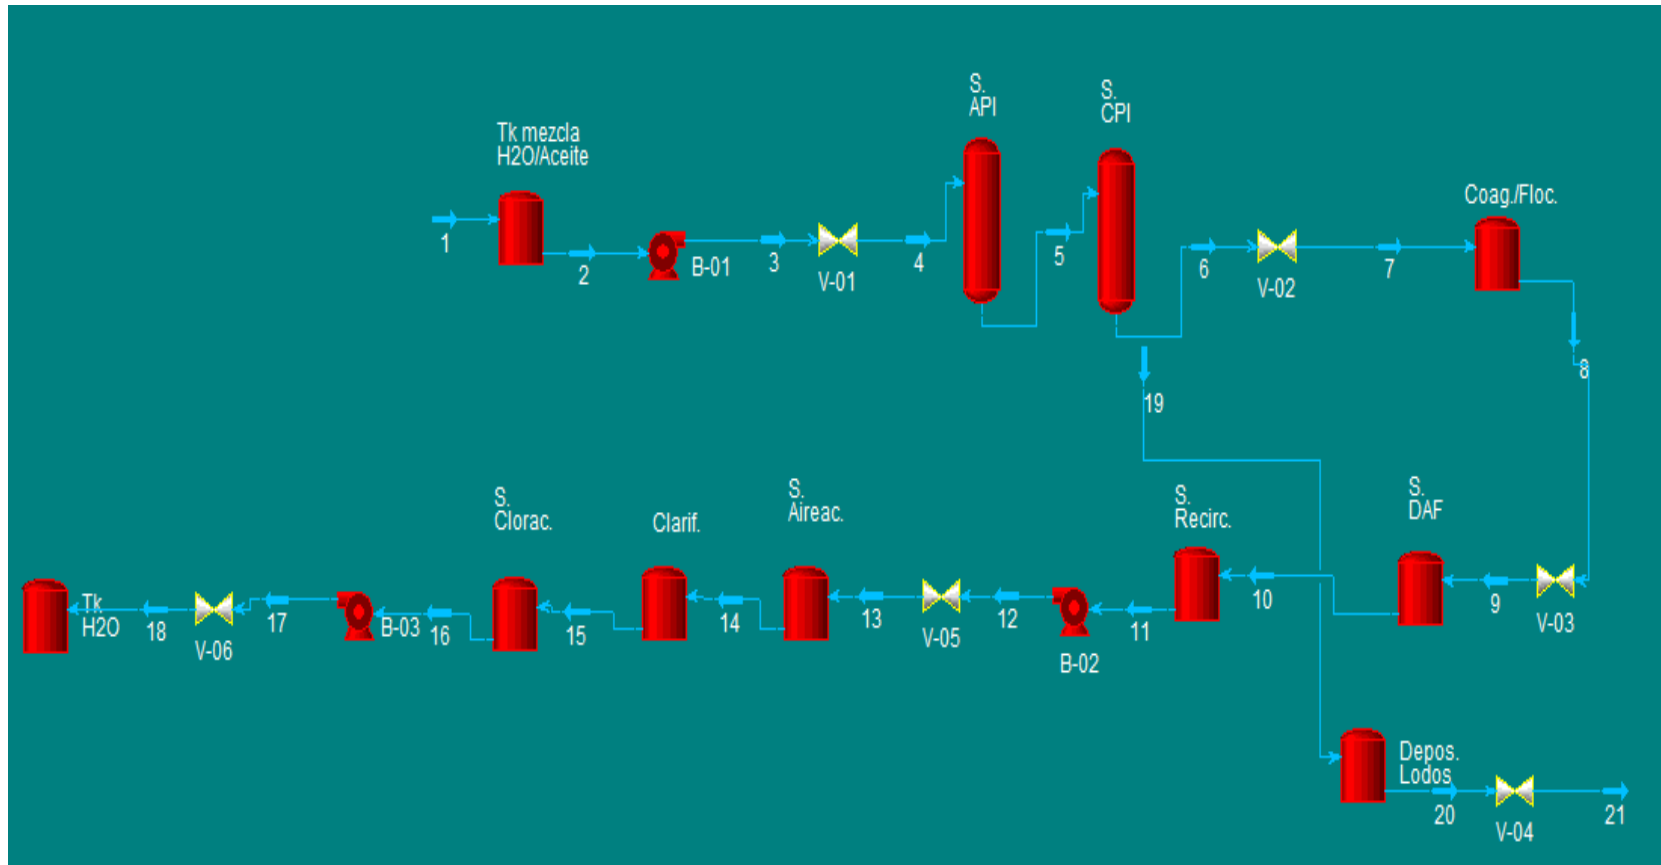 S.
API
S.
CPI
Tk mezcla
H2O/Aceite
Coag./Floc.
1
2
B-01
3
V-01
4
5
6
V-02
7
8
19
S.
DAF
S.
Recirc.
S.
Aireac.
Clarif.
S.
Clorac.
V-03
9
10
11
B-02
12
V-05
13
14
15
16
B-03
17
V-06
18
Tk
H2O
Depos.
Lodos
20
V-04
21